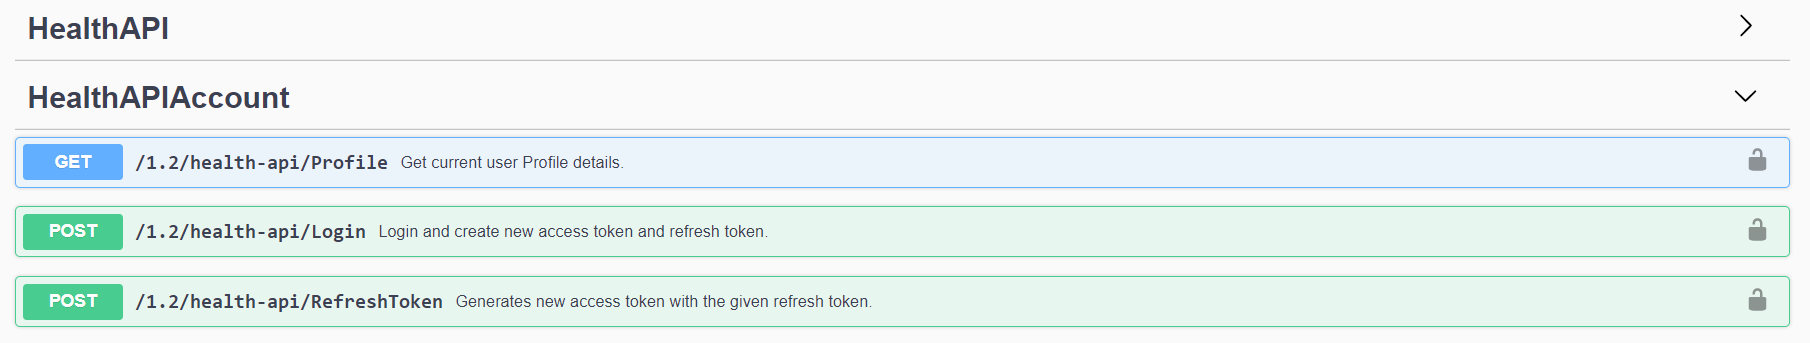 HealthAPI
HealthAPIAccount
GET /1.2/health-api/Profile Get current user Profile details.
POST /1.2/health-api/Login Login and create new access token and refresh token.
POST /1.2/health-api/RefreshToken Generates new access token with the given refresh token.